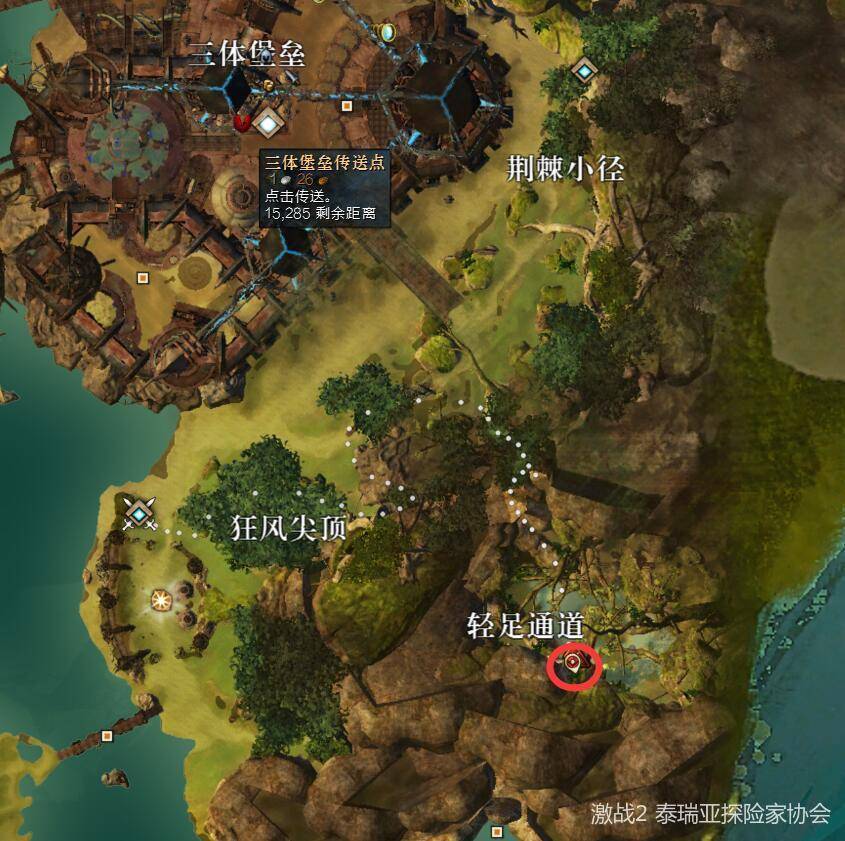 三体堡垒
三体堡垒传送点
1 26
点击传送。
15,285 剩余距离
荆棘小径
狂风尖顶
轻足通道
激战2 泰瑞亚探险家协会